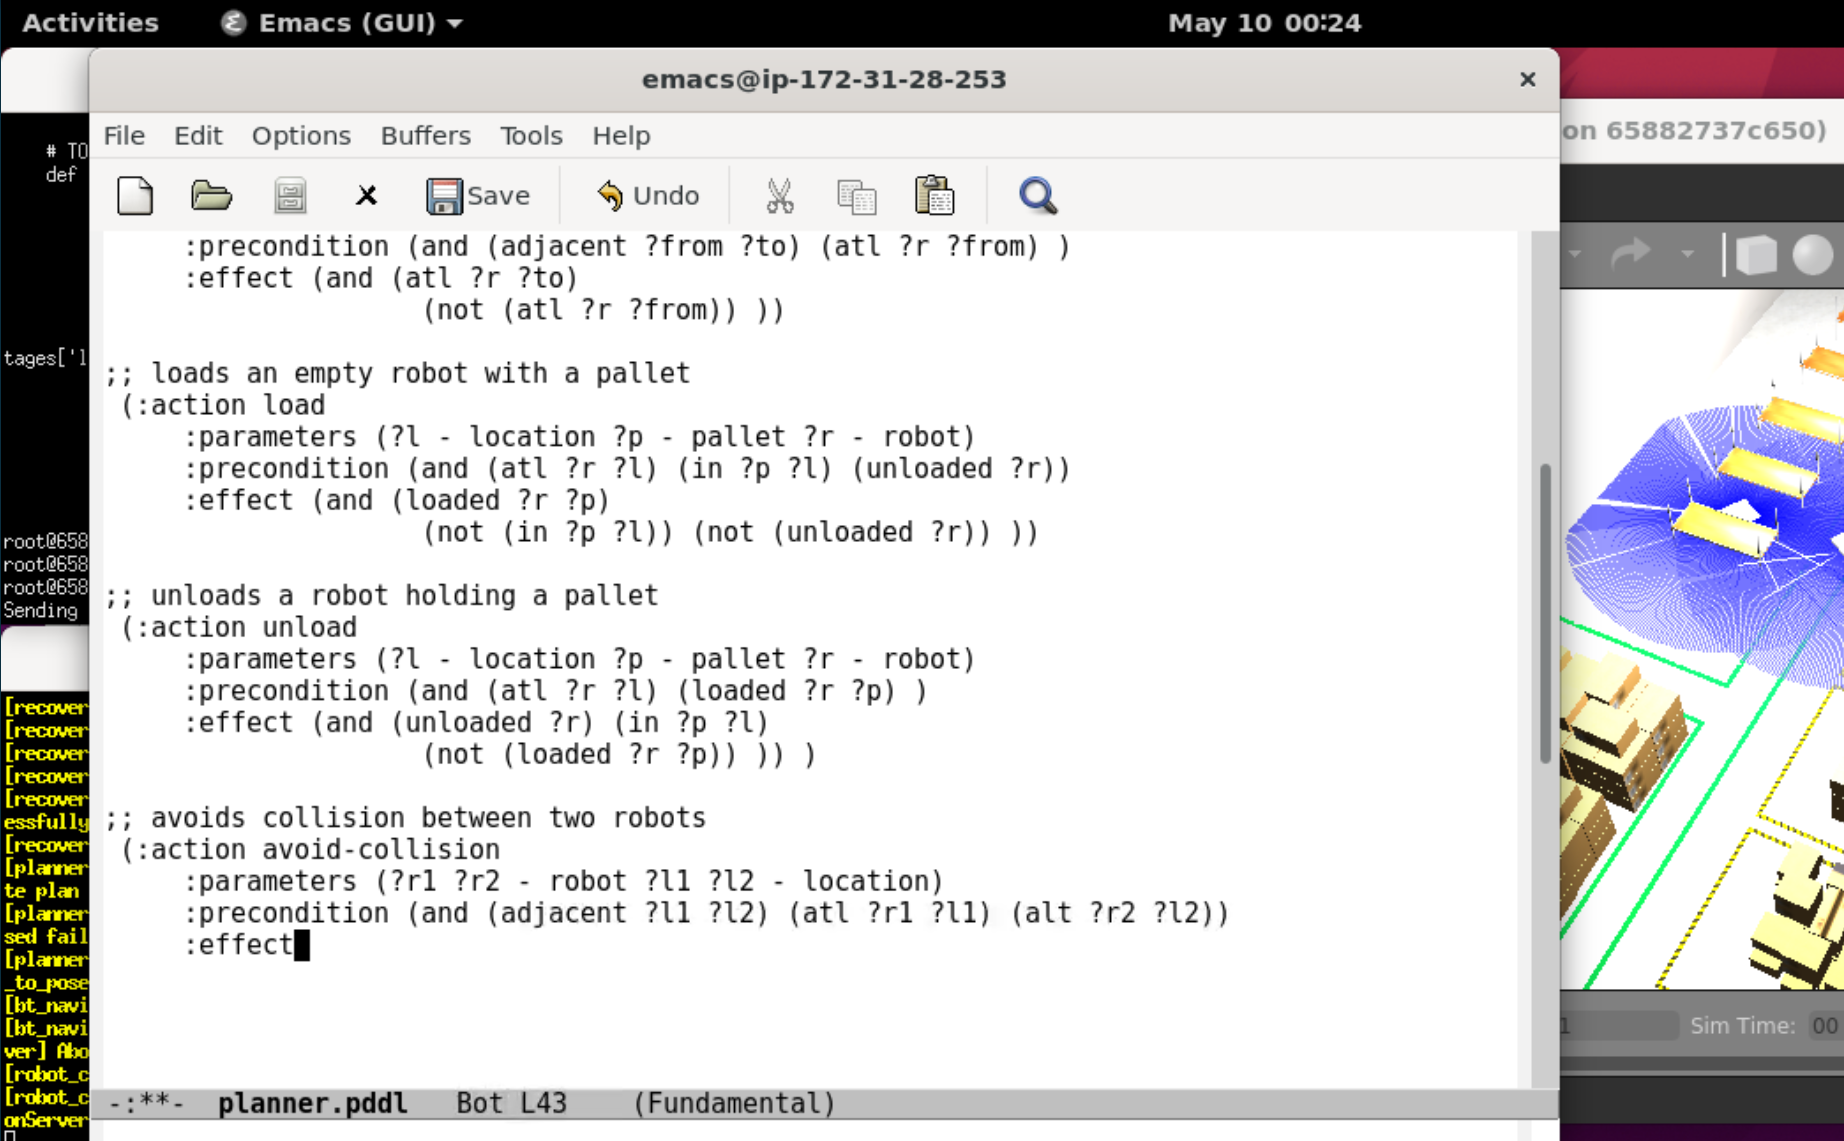 Activities Emacs (GUI) May 10 00:24
emacs@ip-172-31-28-253
on 65882737c650)
File Edit Options Buffers Tools Help
Save Undo
# TO
def
tages['l
root@658
root@658
root@658
Sending
:precondition (and (adjacent ?from ?to) (atl ?r ?from) )
:effect (and (atl ?r ?to)
(not (atl ?r ?from)) ))
;; loads an empty robot with a pallet
(:action load
:parameters (?l - location ?p - pallet ?r - robot)
:precondition (and (atl ?r ?l) (in ?p ?l) (unloaded ?r))
:effect (and (loaded ?r ?p)
(not (in ?p ?l)) (not (unloaded ?r)) ))
;; unloads a robot holding a pallet
(:action unload
:parameters (?l - location ?p - pallet ?r - robot)
:precondition (and (atl ?r ?l) (loaded ?r ?p) )
:effect (and (unloaded ?r) (in ?p ?l)
(not (loaded ?r ?p)) )) )
;; avoids collision between two robots
(:action avoid-collision
:parameters (?r1 ?r2 - robot ?l1 ?l2 - location)
:precondition (and (adjacent ?l1 ?l2) (atl ?r1 ?l1) (alt ?r2 ?l2))
:effect
-:**- planner.pddl Bot L43 (Fundamental)
[recover
[recover
[recover
[recover
[recover
essfully
[recover
[planner
te plan
[planner
sed fail
[planner
_to_pose
[bt_navi
[bt_navi
ver] Abo
[robot_c
[robot_c
onServer
1 Sim Time: 00